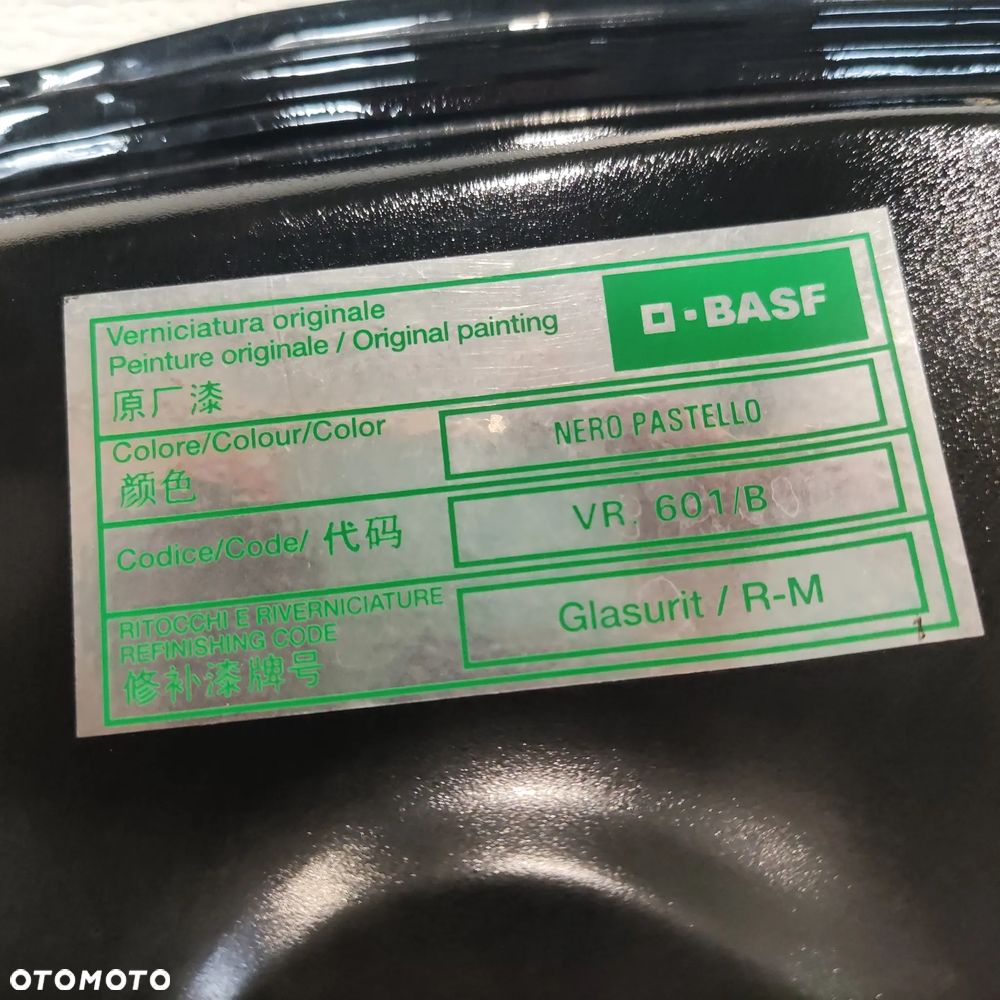 Verniciatura originale
Peinture originale / Original painting
原厂漆
BASF
Colore/Colour/Color
颜色
NERO PASTELLO
Codice/Code/ 代码
VR. 601/B
RITOCCHI E RIVERNICIATURE
REFINISHING CODE
修补漆牌号
Glasurit / R-M
1
OTOMOTO